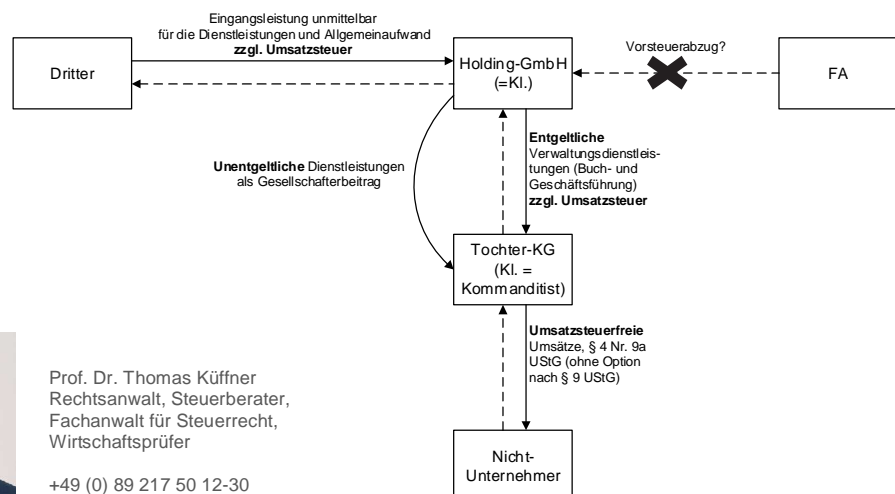 Eingangsleistung unmittelbar
für die Dienstleistungen und Allgemeinaufwand
zzgl. Umsatzsteuer
Dritter
Holding-GmbH
(=Kl.)
Vorsteuerabzug?
FA
Unentgeltliche Dienstleistungen
als Gesellschafterbeitrag
Entgeltliche
Verwaltungsdienstleis-
tungen (Buch- und
Geschäftsführung)
zzgl. Umsatzsteuer
Tochter-KG
(Kl. =
Kommanditist)
Umsatzsteuerfreie
Umsätze, § 4 Nr. 9a
UStG (ohne Option
nach § 9 UStG)
Nicht-
Unternehmer
Prof. Dr. Thomas Küffner
Rechtsanwalt, Steuerberater,
Fachanwalt für Steuerrecht,
Wirtschaftsprüfer
+49 (0) 89 217 50 12-30